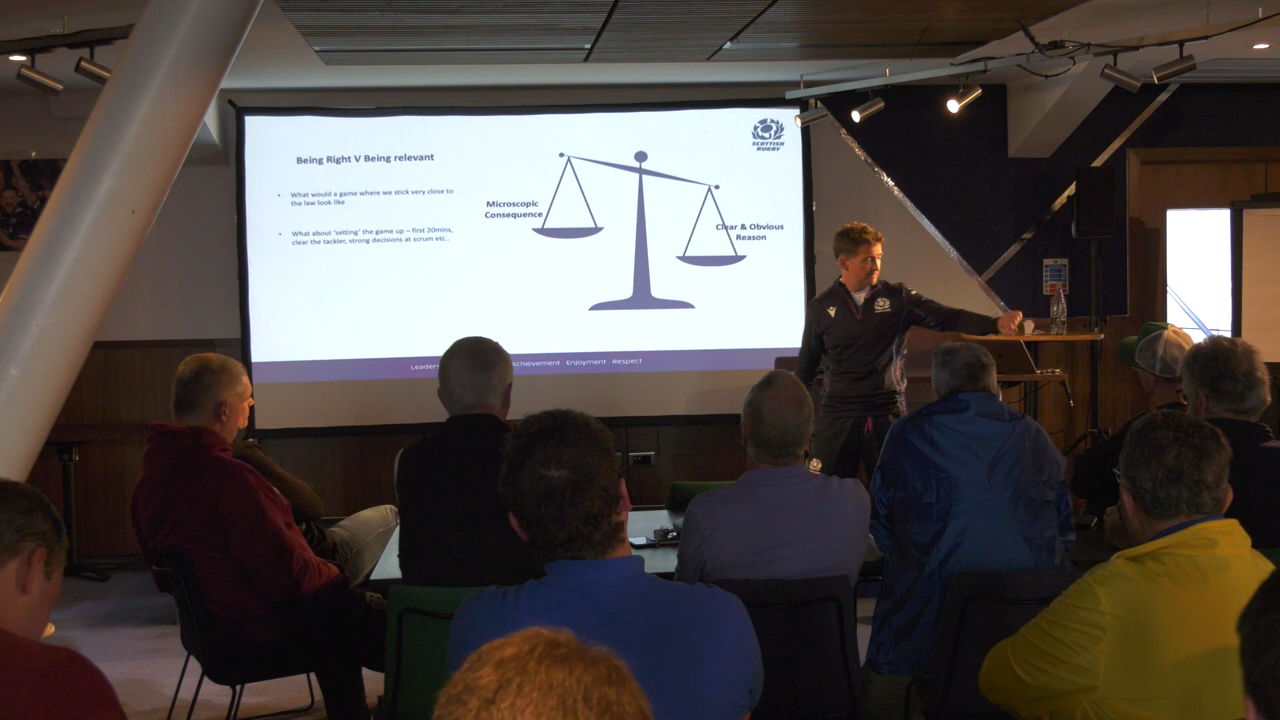 SCOTTISH
RUGBY
Being Right V Being relevant
• What would a game where we stick very close to
the law look like
• What about 'setting' the game up – first 20mins,
clear the tackler, strong decisions at scrum etc..
Microscopic
Consequence
Clear & Obvious
Reason
Achievement Enjoyment Respect